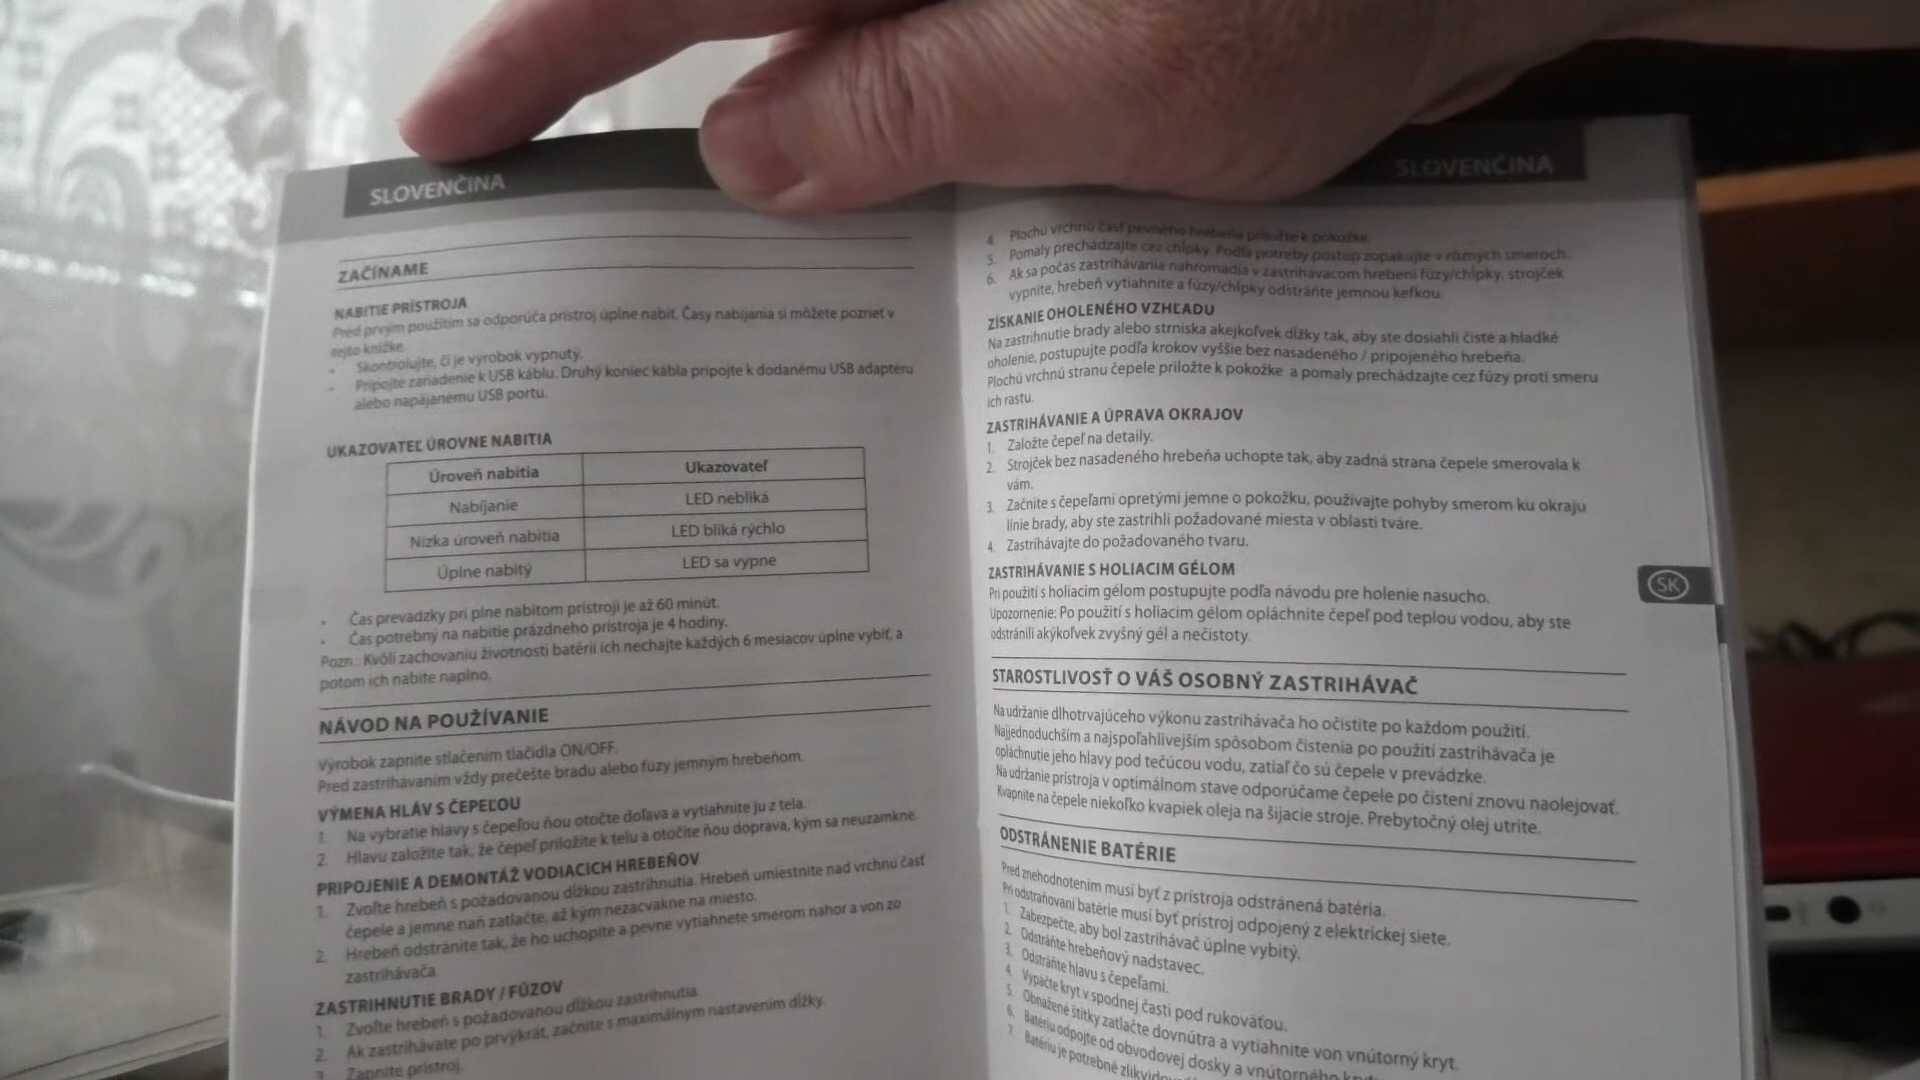 SLOVENČINA
ZAČÍNAME
NABITIE PRÍSTROJA
Pred prvým použitím sa odporúča prístroj úplne nabiť. Časy nabíjania si môžete pozrieť v
tejto knižke.
- Skontrolujte, či je výrobok vypnutý.
- Pripojte zariadenie k USB káblu. Druhý koniec kábla pripojte k dodanému USB adaptéru
alebo napájanému USB portu.
UKAZOVATEĽ ÚROVNE NABITIA
Úroveň nabitia Ukazovateľ
Nabíjanie LED nebliká
Nízka úroveň nabitia LED bliká rýchlo
Úplne nabitý LED sa vypne
- Čas prevádzky pri plne nabitom prístroji je až 60 minút.
- Čas potrebný na nabitie prázdneho prístroja je 4 hodiny.
Pozn.: Kvôli zachovaniu životnosti batérií ich nechajte každých 6 mesiacov úplne vybiť, a
potom ich nabite naplno.
NÁVOD NA POUŽÍVANIE
Výrobok zapnite stlačením tlačidla ON/OFF.
Pred zastrihávaním vždy prečešte bradu alebo fúzy jemným hrebeňom.
VÝMENA HLÁV S ČEPEĽOU
1. Na vybratie hlavy s čepeľou ňou otočte doľava a vytiahnite ju z tela.
2. Hlavu založíte tak, že čepeľ priložíte k telu a otočíte ňou doprava, kým sa neuzamkne.
PRIPOJENIE A DEMONTÁŽ VODIACICH HREBEŇOV
1. Zvoľte hrebeň s požadovanou dĺžkou zastrihnutia. Hrebeň umiestnite nad vrchnú časť
čepele a jemne naň zatlačte, až kým nezacvakne na miesto.
2. Hrebeň odstránite tak, že ho uchopíte a pevne vytiahnete smerom nahor a von zo
zastrihávača.
ZASTRIHNUTIE BRADY / FÚZOV
1. Zvoľte hrebeň s požadovanou dĺžkou zastrihnutia.
2. Ak zastrihávate po prvýkrát, začnite s maximálnym nastavením dĺžky.
3. Zapnite prístroj.
SLOVENČINA
4. Plochú vrchnú časť pevného hrebeňa priložte k pokožke.
5. Pomaly prechádzajte cez chĺpky. Podľa potreby postup zopakujte v rôznych smeroch.
6. Ak sa počas zastrihávania nahromadia v zastrihávacom hrebeni fúzy/chĺpky, strojček
vypnite, hrebeň vytiahnite a fúzy/chĺpky odstráňte jemnou kefkou.
ZÍSKANIE OHOLENÉHO VZHĽADU
Na zastrihnutie brady alebo strniska akejkoľvek dĺžky tak, aby ste dosiahli čisté a hladké
oholenie, postupujte podľa krokov vyššie bez nasadeného / pripojeného hrebeňa.
Plochú vrchnú stranu čepele priložte k pokožke a pomaly prechádzajte cez fúzy proti smeru
ich rastu.
ZASTRIHÁVANIE A ÚPRAVA OKRAJOV
1. Založte čepeľ na detaily.
2. Strojček bez nasadeného hrebeňa uchopte tak, aby zadná strana čepele smerovala k
vám.
3. Začnite s čepeľami opretými jemne o pokožku, používajte pohyby smerom ku okraju
línie brady, aby ste zastrihli požadované miesta v oblasti tváre.
4. Zastrihávajte do požadovaného tvaru.
ZASTRIHÁVANIE S HOLIACIM GÉLOM
Pri použití s holiacim gélom postupujte podľa návodu pre holenie nasucho.
Upozornenie: Po použití s holiacim gélom opláchnite čepeľ pod teplou vodou, aby ste
odstránili akýkoľvek zvyšný gél a nečistoty.
SK
STAROSTLIVOSŤ O VÁŠ OSOBNÝ ZASTRIHÁVAČ
Na udržanie dlhotrvajúceho výkonu zastrihávača ho očistite po každom použití.
Najjednoduchším a najspoľahlivejším spôsobom čistenia po použití zastrihávača je
opláchnutie jeho hlavy pod tečúcou vodu, zatiaľ čo sú čepele v prevádzke.
Na udržanie prístroja v optimálnom stave odporúčame čepele po čistení znovu naolejovať.
Kvapnite na čepele niekoľko kvapiek oleja na šijacie stroje. Prebytočný olej utrite.
ODSTRÁNENIE BATÉRIE
Pred znehodnotením musí byť z prístroja odstránená batéria.
Pri odstraňovaní batérie musí byť prístroj odpojený z elektrickej siete.
1. Zabezpečte, aby bol zastrihávač úplne vybitý.
2. Odstráňte hrebeňový nadstavec.
3. Odstráňte hlavu s čepeľami.
4. Vypáčte kryt v spodnej časti pod rukoväťou.
5. Obnažené štítky zatlačte dovnútra a vytiahnite von vnútorný kryt.
6. Batériu odpojte od obvodovej dosky a vnútorného
7. Batériu je potrebné